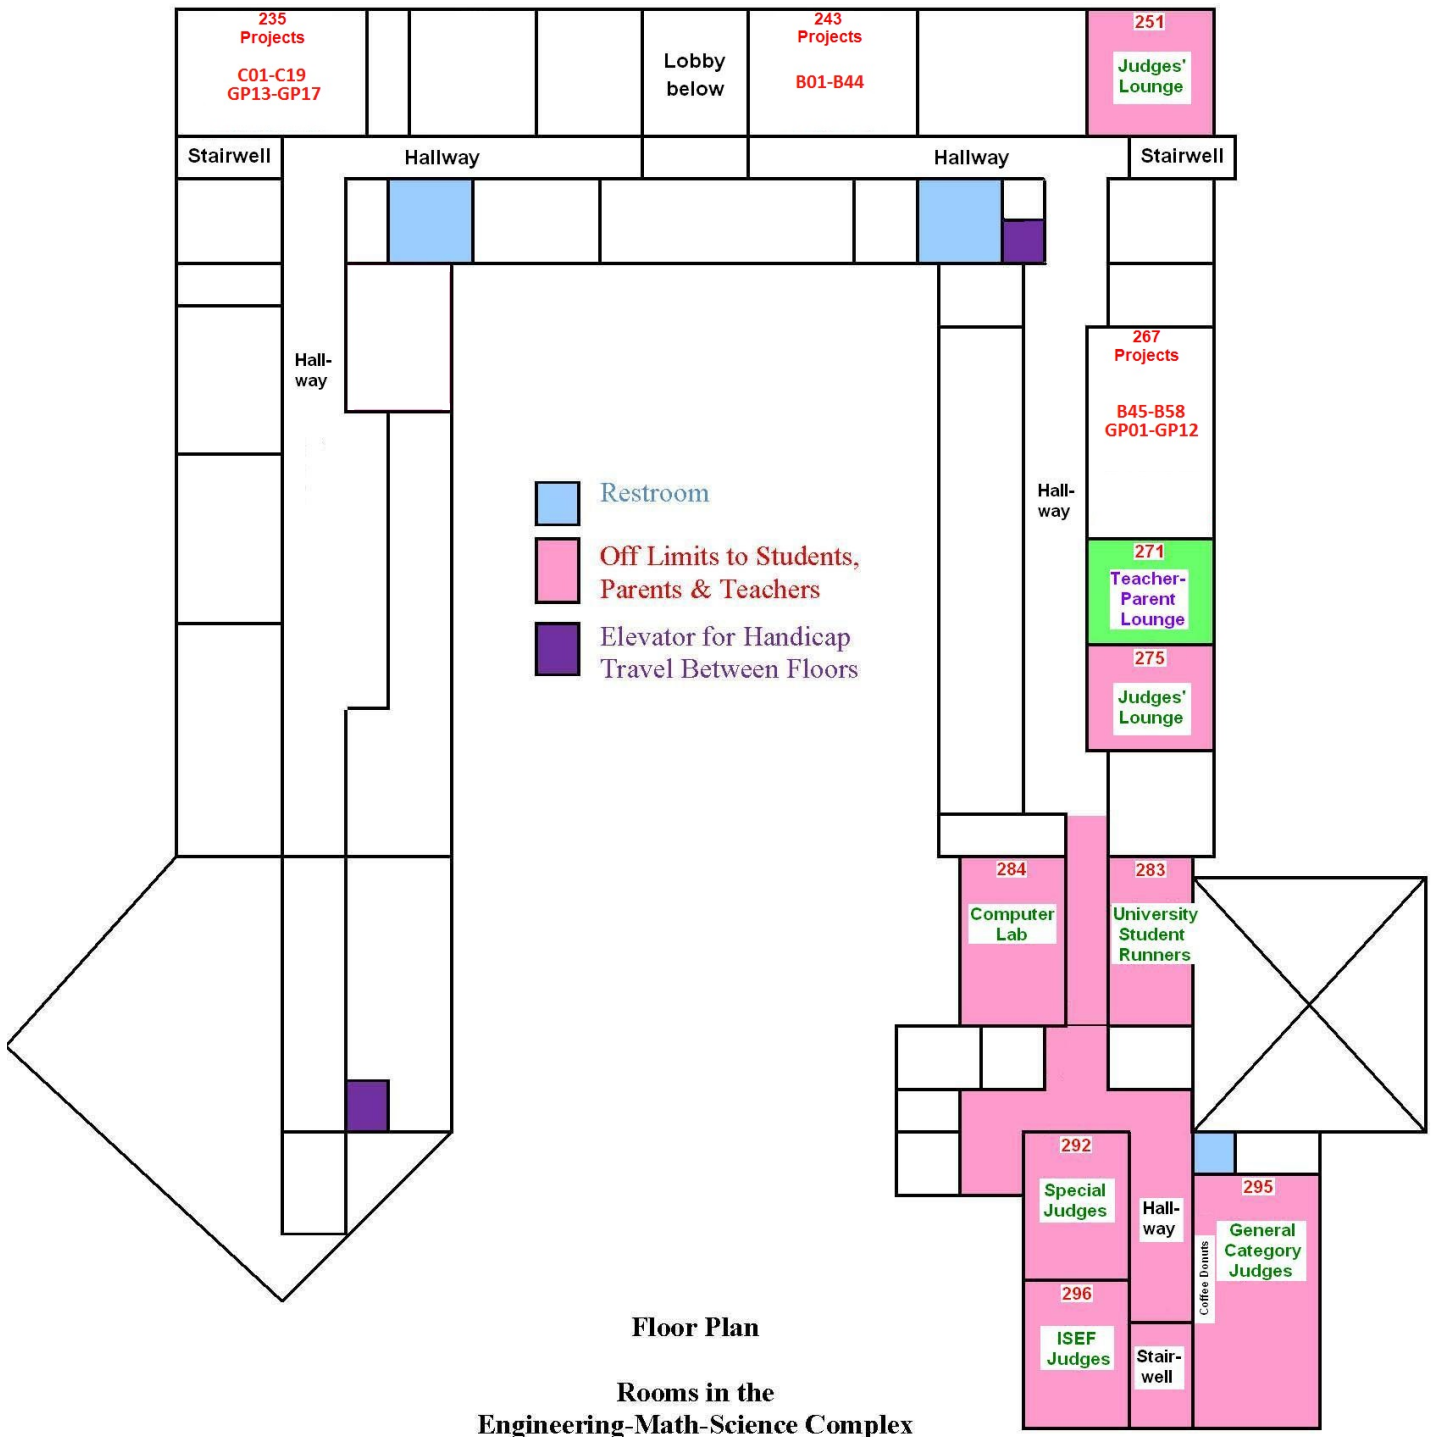 235
Projects
C01-C19
GP13-GP17
Lobby
below
243
Projects
B01-B44
251
Judges'
Lounge
Stairwell
Hallway
Hallway
Stairwell
Hall-
way
267
Projects
B45-B58
GP01-GP12
Hall-
way
Restroom
Off Limits to Students,
Parents & Teachers
Elevator for Handicap
Travel Between Floors
271
Teacher-
Parent
Lounge
275
Judges'
Lounge
284
Computer
Lab
283
University
Student
Runners
292
Special
Judges
Hall-
way
295
General
Category
Judges
Coffee Donuts
296
ISEF
Judges
Stair-
well
Floor Plan
Rooms in the
Engineering-Math-Science Complex